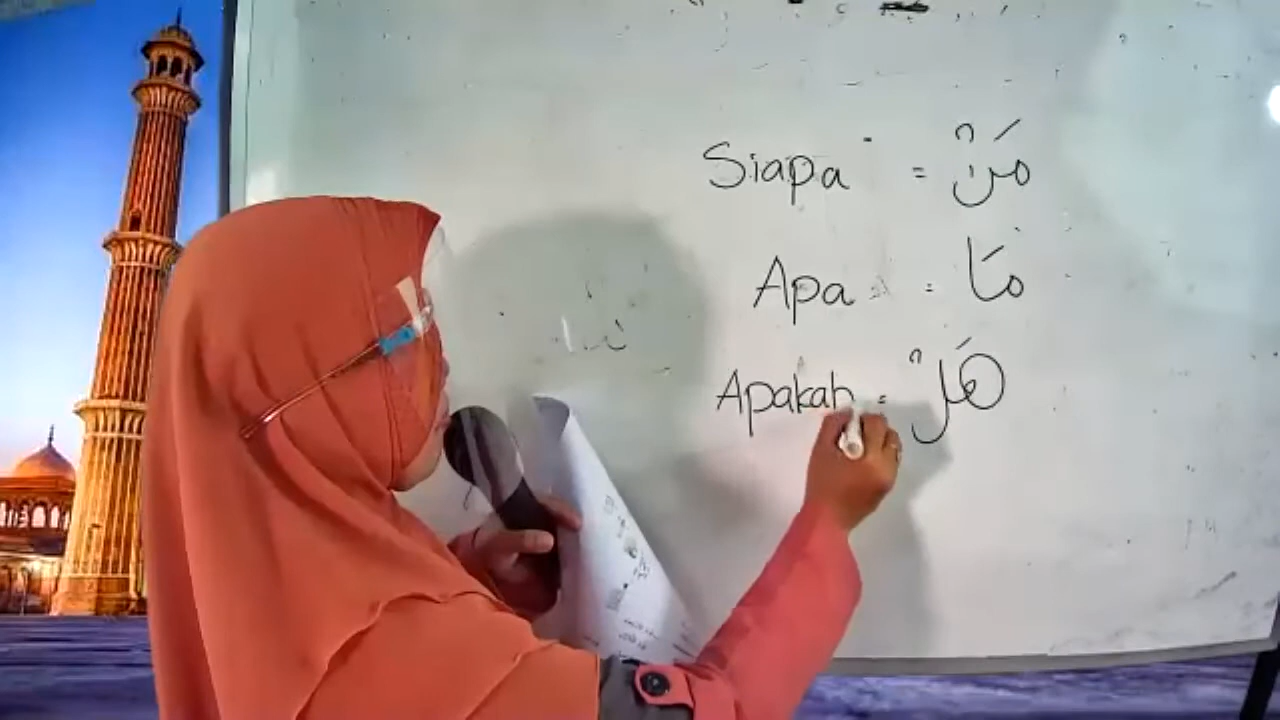 Siapa = مَنْ
Apa = مَا
Apakah = هَلْ